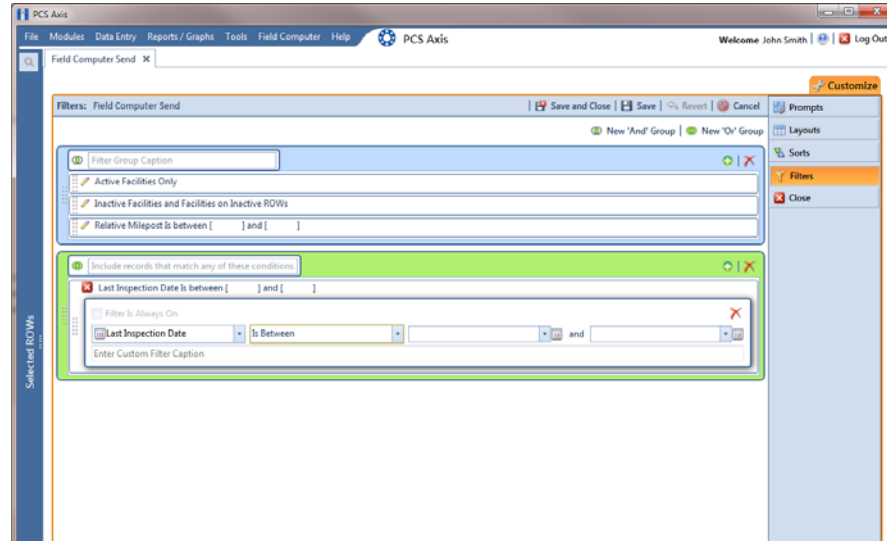 PCS Axis
File Modules Data Entry Reports / Graphs Tools Field Computer Help PCS Axis Welcome John Smith | | Log Out
Field Computer Send X
Customize
Filters: Field Computer Send | Save and Close | Save | Revert | Cancel
Prompts
New 'And' Group | New 'Or' Group
Layouts
Filter Group Caption
Sorts
Active Facilities Only
Filters
Inactive Facilities and Facilities on Inactive ROWs
Close
Relative Milepost Is between [ ] and [ ]
Include records that match any of these conditions
Last Inspection Date Is between [ ] and [ ]
Filter Is Always On
Last Inspection Date Is Between and
Enter Custom Filter Caption
Selected ROWs